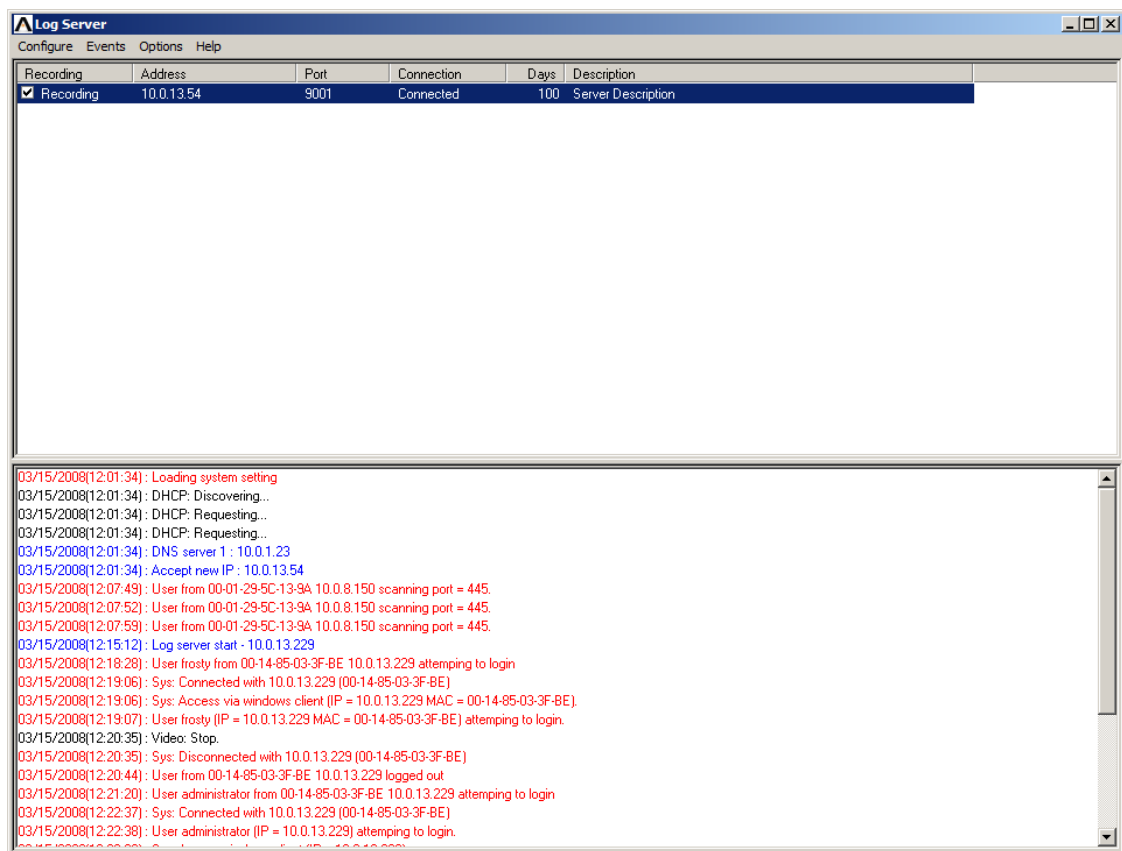 Log Server
Configure Events Options Help
Recording Address Port Connection Days Description
Recording 10.0.13.54 9001 Connected 100 Server Description
03/15/2008(12:01:34) : Loading system setting
03/15/2008(12:01:34) : DHCP: Discovering...
03/15/2008(12:01:34) : DHCP: Requesting...
03/15/2008(12:01:34) : DHCP: Requesting...
03/15/2008(12:01:34) : DNS server 1 : 10.0.1.23
03/15/2008(12:01:34) : Accept new IP : 10.0.13.54
03/15/2008(12:07:49) : User from 00-01-29-5C-13-9A 10.0.8.150 scanning port = 445.
03/15/2008(12:07:52) : User from 00-01-29-5C-13-9A 10.0.8.150 scanning port = 445.
03/15/2008(12:07:59) : User from 00-01-29-5C-13-9A 10.0.8.150 scanning port = 445.
03/15/2008(12:15:12) : Log server start - 10.0.13.229
03/15/2008(12:18:28) : User frosty from 00-14-85-03-3F-BE 10.0.13.229 attemping to login
03/15/2008(12:19:06) : Sys: Connected with 10.0.13.229 (00-14-85-03-3F-BE)
03/15/2008(12:19:06) : Sys: Access via windows client (IP = 10.0.13.229 MAC = 00-14-85-03-3F-BE).
03/15/2008(12:19:07) : User frosty (IP = 10.0.13.229 MAC = 00-14-85-03-3F-BE) attemping to login.
03/15/2008(12:20:35) : Video: Stop.
03/15/2008(12:20:35) : Sys: Disconnected with 10.0.13.229 (00-14-85-03-3F-BE)
03/15/2008(12:20:44) : User from 00-14-85-03-3F-BE 10.0.13.229 logged out
03/15/2008(12:21:20) : User administrator from 00-14-85-03-3F-BE 10.0.13.229 attemping to login
03/15/2008(12:22:37) : Sys: Connected with 10.0.13.229 (00-14-85-03-3F-BE)
03/15/2008(12:22:38) : User administrator (IP = 10.0.13.229) attemping to login.